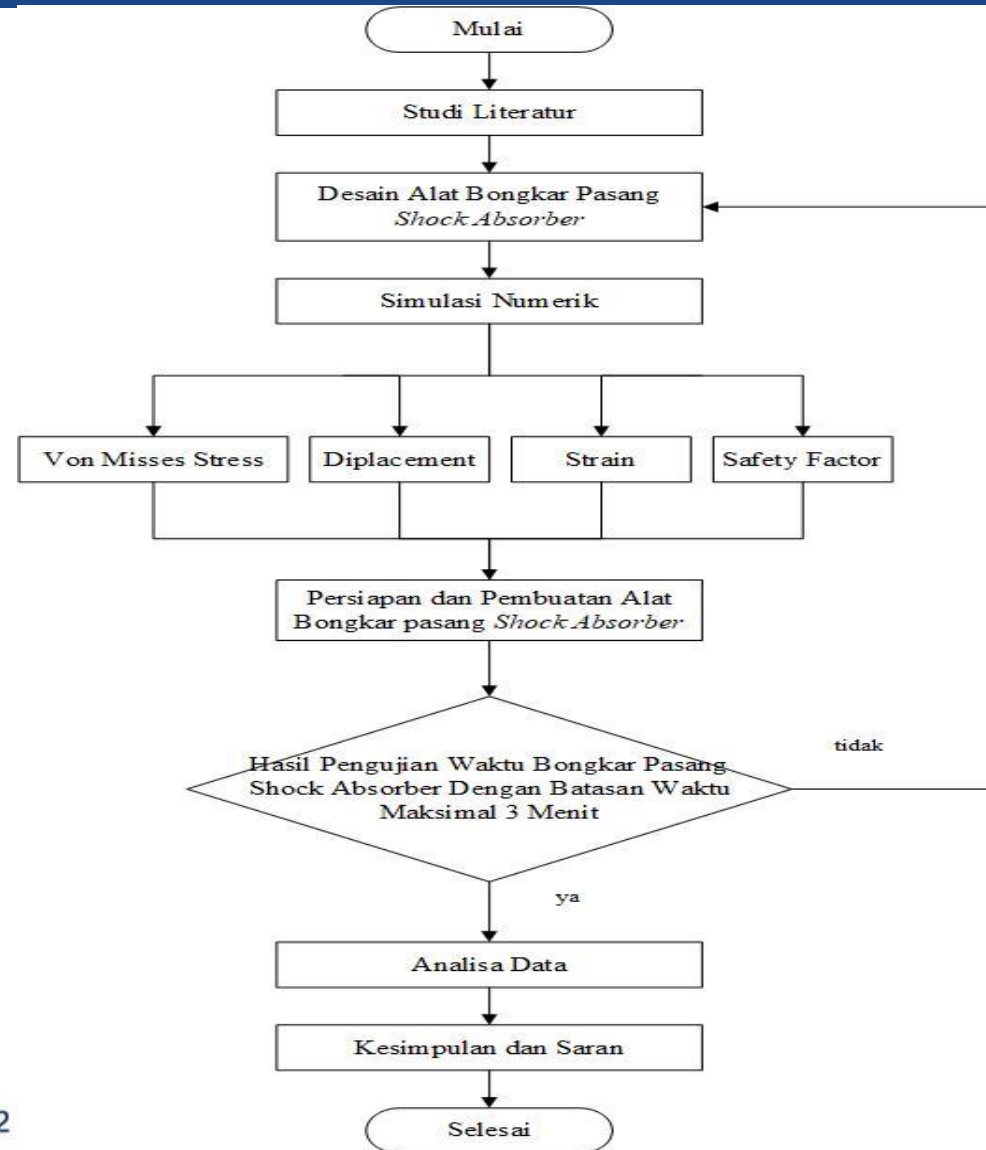 Mulai
Studi Literatur
Desain Alat Bongkar Pasang
Shock Absorber
Simulasi Numerik
Von Misses Stress
Diplacement
Strain
Safety Factor
Persiapan dan Pembuatan Alat
Bongkar pasang Shock Absorber
Hasil Pengujian Waktu Bongkar Pasang
Shock Absorber Dengan Batasan Waktu
Maksimal 3 Menit
tidak
ya
Analisa Data
Kesimpulan dan Saran
Selesai
2